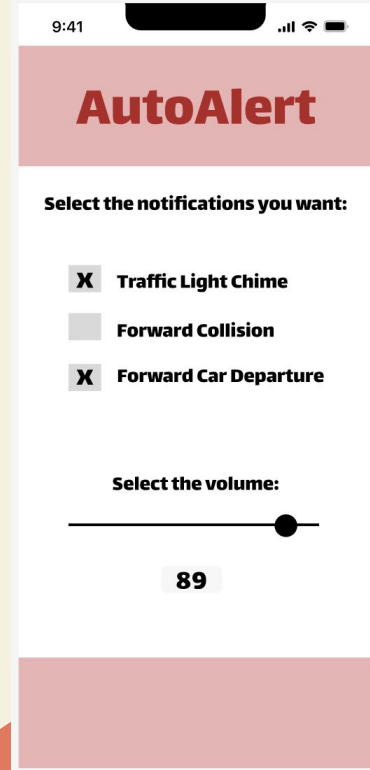 9:41
AutoAlert
Select the notifications you want:
X Traffic Light Chime
Forward Collision
X Forward Car Departure
Select the volume:
89